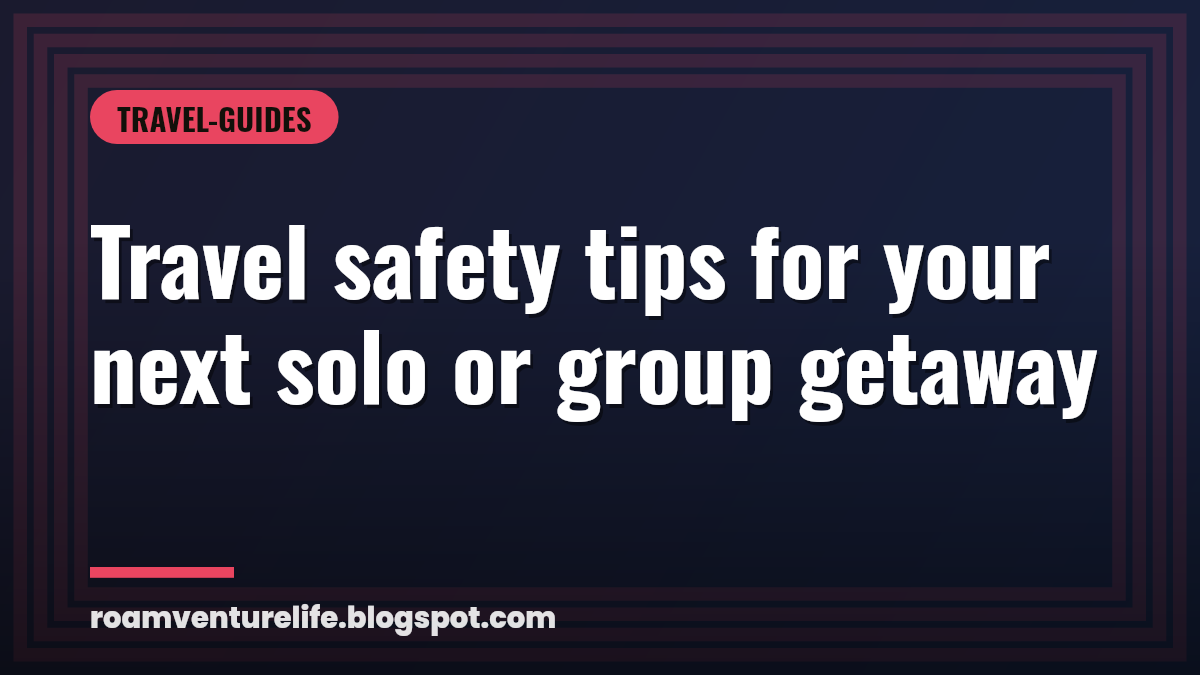 TRAVEL-GUIDES
Travel safety tips for your
next solo or group getaway
roamventurelife.blogspot.com